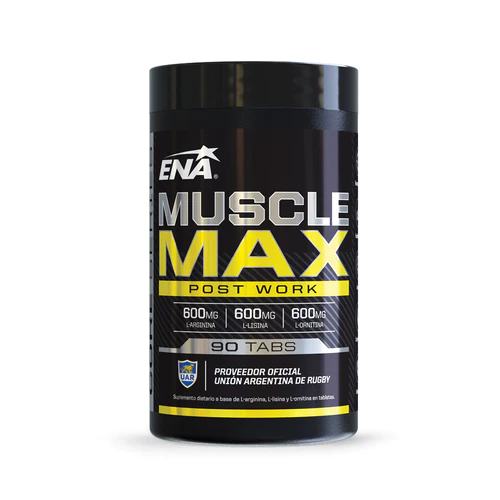 ENA®
MUSCLE
MAX
POST WORK
600MG 600MG 600MG
L-ARGININA L-LISINA L-ORNITINA
90 TABS
UAR
PROVEEDOR OFICIAL
UNIÓN ARGENTINA DE RUGBY
Suplemento dietario a base de L-arginina, L-lisina y L-ornitina en tabletas.